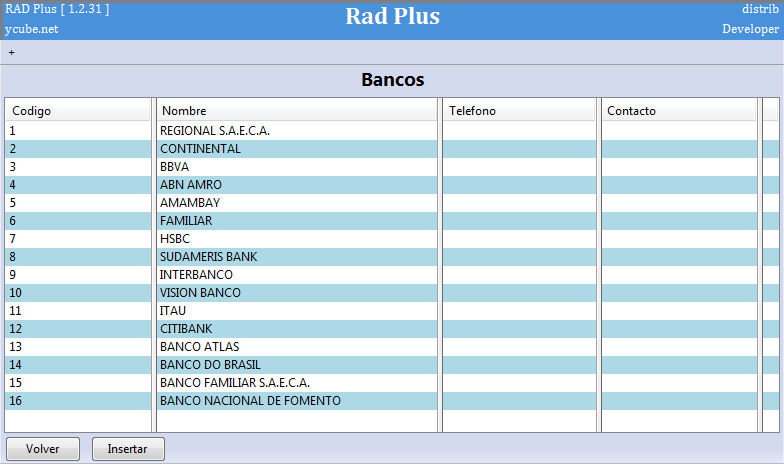 RAD Plus [ 1.2.31 ] Rad Plus distrib
ycube.net Developer
+
Bancos
Codigo Nombre Telefono Contacto
1 REGIONAL S.A.E.C.A.
2 CONTINENTAL
3 BBVA
4 ABN AMRO
5 AMAMBAY
6 FAMILIAR
7 HSBC
8 SUDAMERIS BANK
9 INTERBANCO
10 VISION BANCO
11 ITAU
12 CITIBANK
13 BANCO ATLAS
14 BANCO DO BRASIL
15 BANCO FAMILIAR S.A.E.C.A.
16 BANCO NACIONAL DE FOMENTO
Volver Insertar